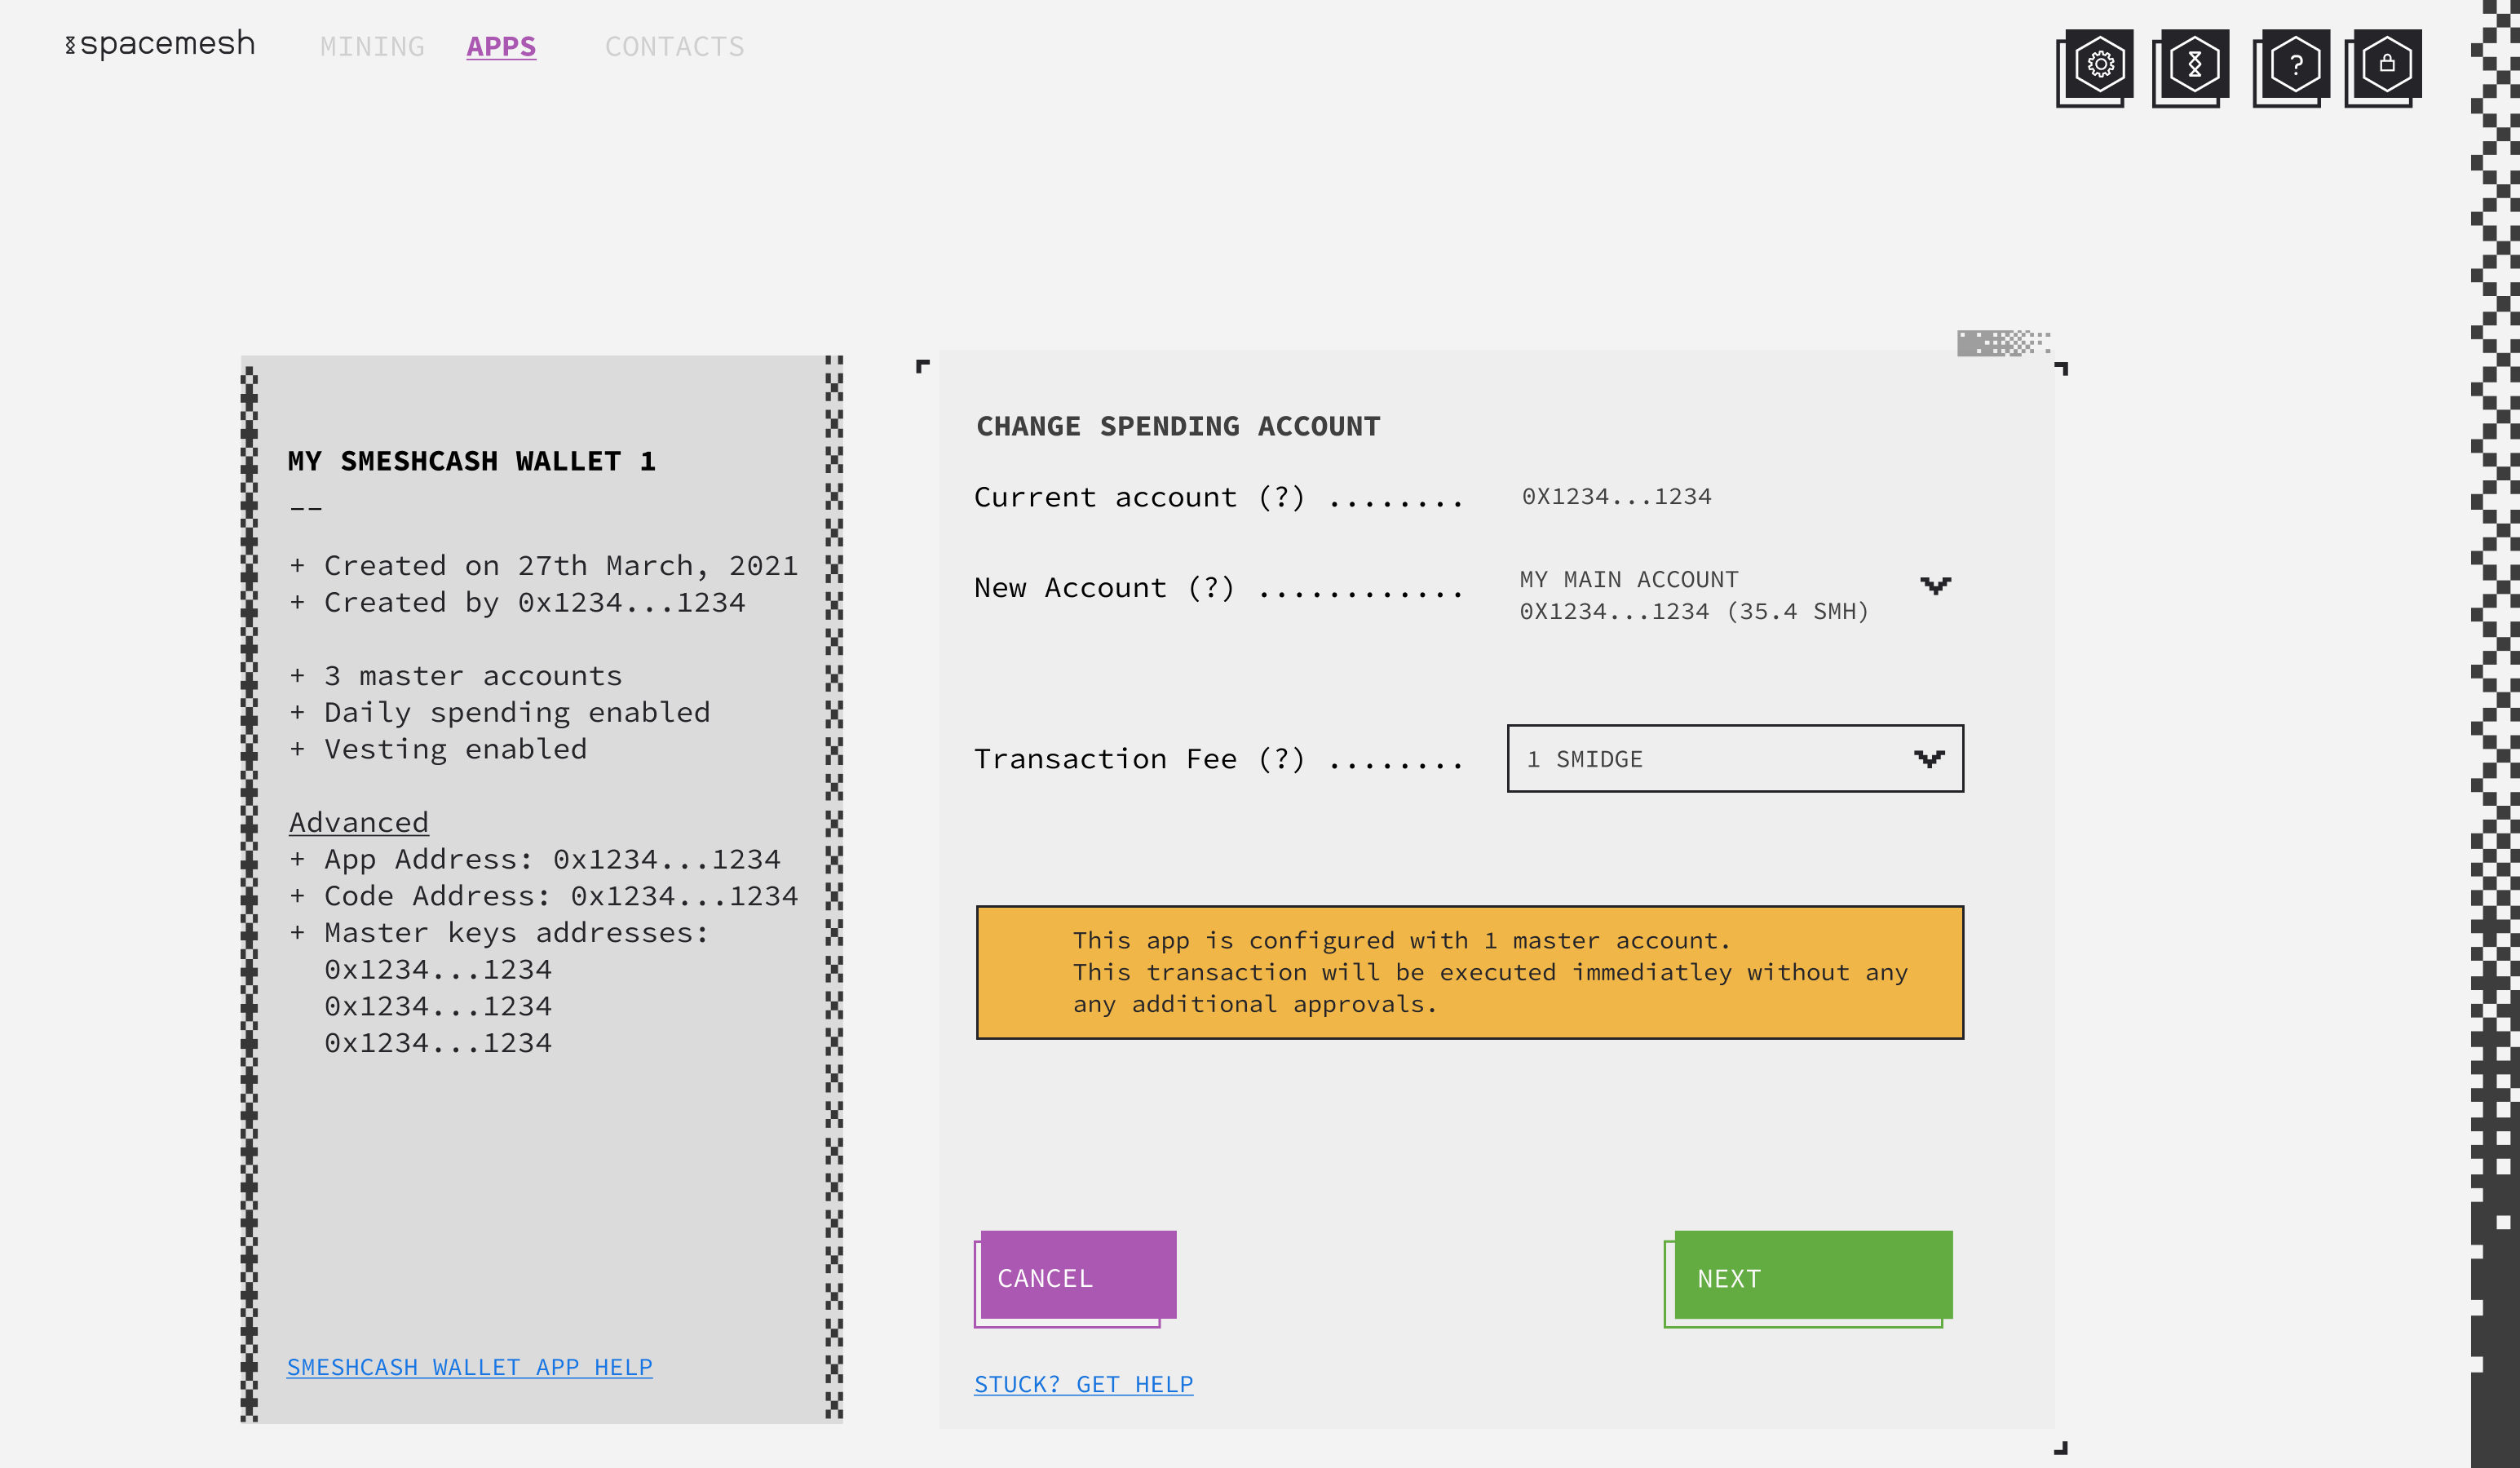 spacemesh
MINING
APPS
CONTACTS
?
MY SMESHCASH WALLET 1
––
+ Created on 27th March, 2021
+ Created by 0x1234...1234
+ 3 master accounts
+ Daily spending enabled
+ Vesting enabled
Advanced
+ App Address: 0x1234...1234
+ Code Address: 0x1234...1234
+ Master keys addresses:
0x1234...1234
0x1234...1234
0x1234...1234
SMESHCASH WALLET APP HELP
CHANGE SPENDING ACCOUNT
Current account (?) ........ 0X1234...1234
New Account (?) ............ MY MAIN ACCOUNT
0X1234...1234 (35.4 SMH)
Transaction Fee (?) ........ 1 SMIDGE
This app is configured with 1 master account.
This transaction will be executed immediatley without any
any additional approvals.
CANCEL
NEXT
STUCK? GET HELP